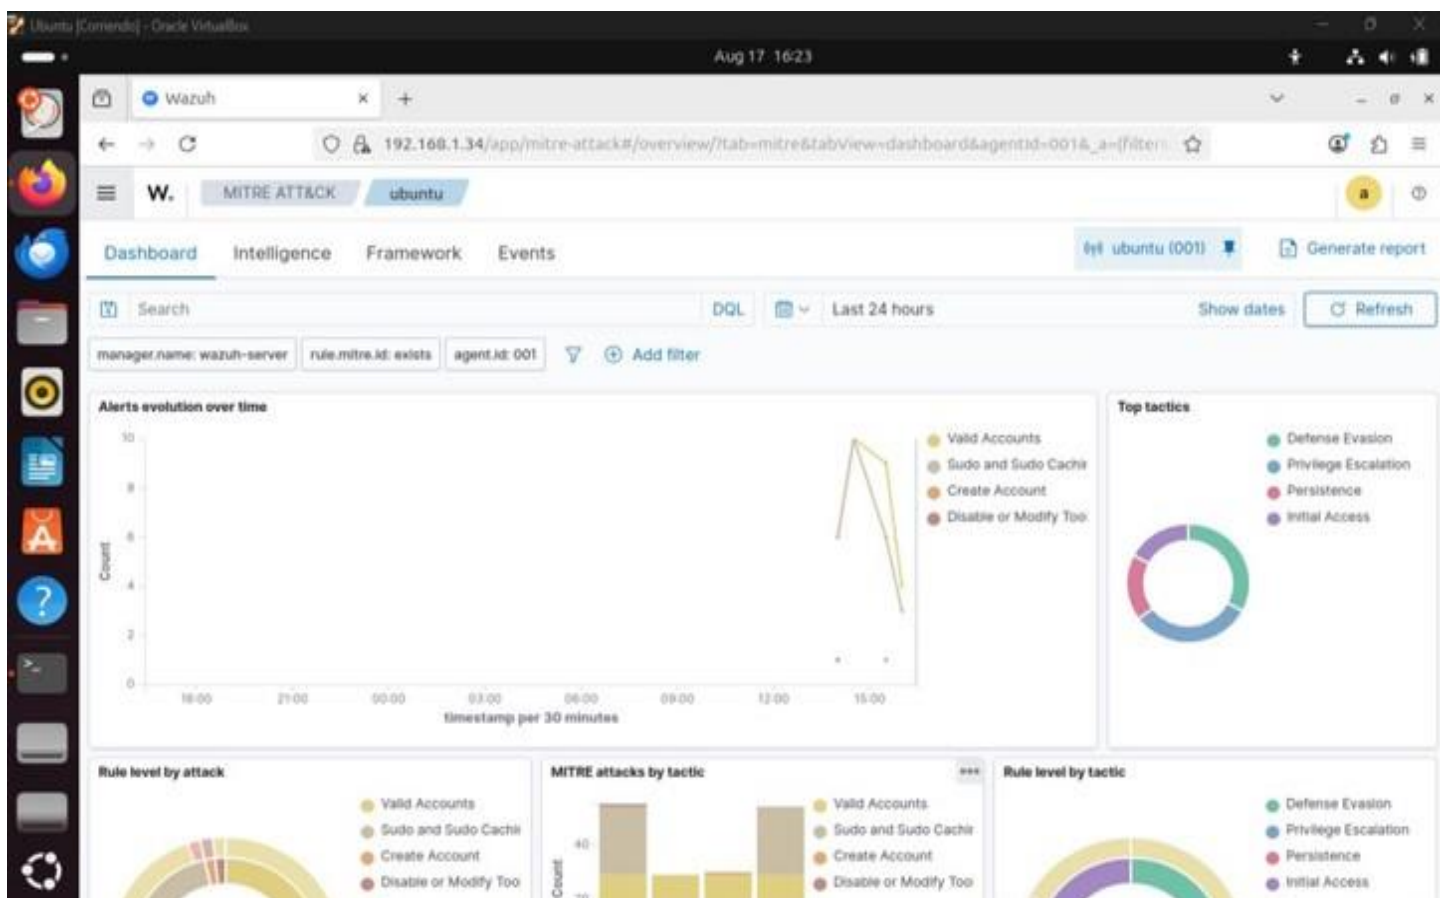 Ubuntu [Corriendo] - Oracle VirtualBox
Aug 17 16:23
Wazuh
192.168.1.34/app/mitre-attack#/overview/?tab=mitre&tabView=dashboard&agentId=001&_a=(filter
W. MITRE ATT&CK ubuntu a
Dashboard Intelligence Framework Events ubuntu (001) Generate report
Search DQL Last 24 hours Show dates Refresh
manager.name: wazuh-server rule.mitre.id: exists agent.id: 001 Add filter
Alerts evolution over time
10
8
6
4
2
0
Count
18:00 21:00 00:00 03:00 06:00 09:00 12:00 15:00
timestamp per 30 minutes
Valid Accounts
Sudo and Sudo Cachin
Create Account
Disable or Modify Too
Top tactics
Defense Evasion
Privilege Escalation
Persistence
Initial Access
Rule level by attack
Valid Accounts
Sudo and Sudo Cachin
Create Account
Disable or Modify Too
MITRE attacks by tactic
40
Count
Valid Accounts
Sudo and Sudo Cachin
Create Account
Disable or Modify Too
Rule level by tactic
Defense Evasion
Privilege Escalation
Persistence
Initial Access